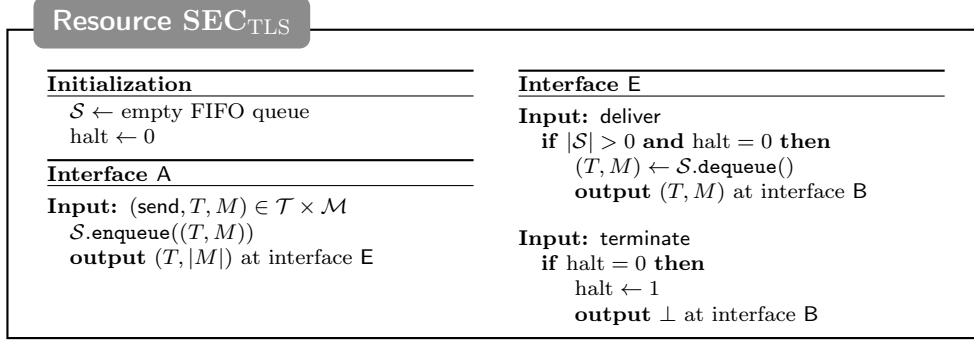 Resource SEC_TLS
Initialization
𝒮 ← empty FIFO queue
halt ← 0
Interface A
Input: (send, T, M) ∈ 𝒯 × ℳ
𝒮.enqueue((T, M))
output (T, |M|) at interface E
Interface E
Input: deliver
if |𝒮| > 0 and halt = 0 then
(T, M) ← 𝒮.dequeue()
output (T, M) at interface B
Input: terminate
if halt = 0 then
halt ← 1
output ⊥ at interface B